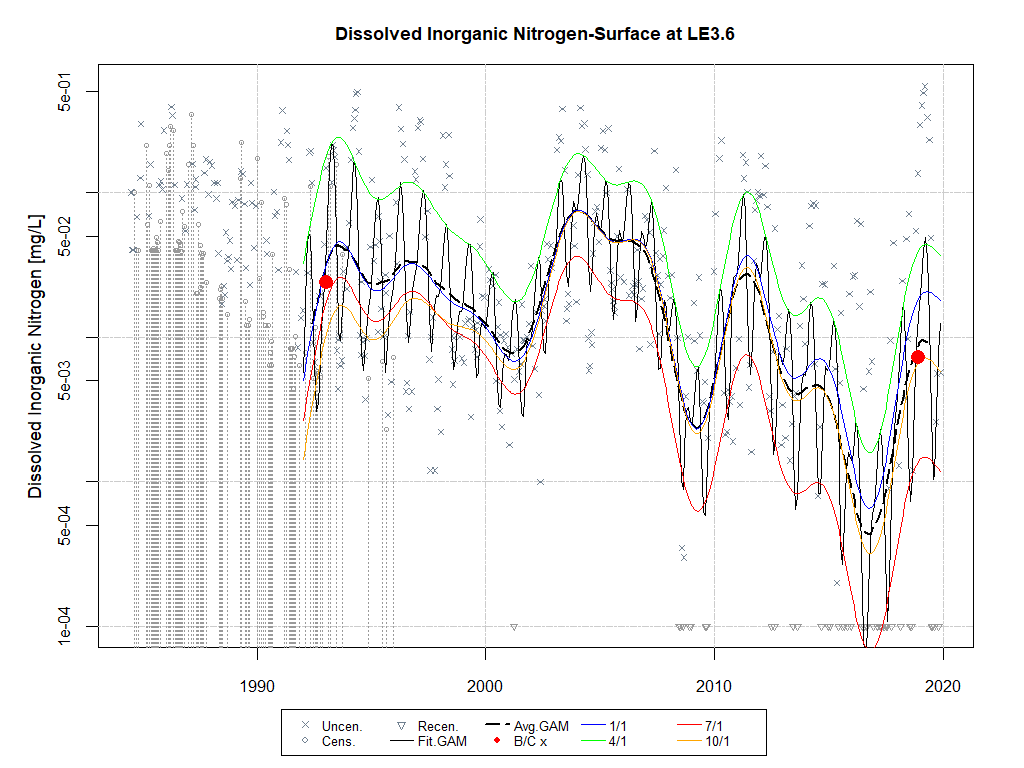 Dissolved Inorganic Nitrogen-Surface at LE3.6
Dissolved Inorganic Nitrogen [mg/L]
5e-01
5e-02
5e-03
5e-04
1e-04
1990 2000 2010 2020
Uncen. Recen. Avg.GAM 1/1 7/1
Cens. Fit.GAM B/C x 4/1 10/1